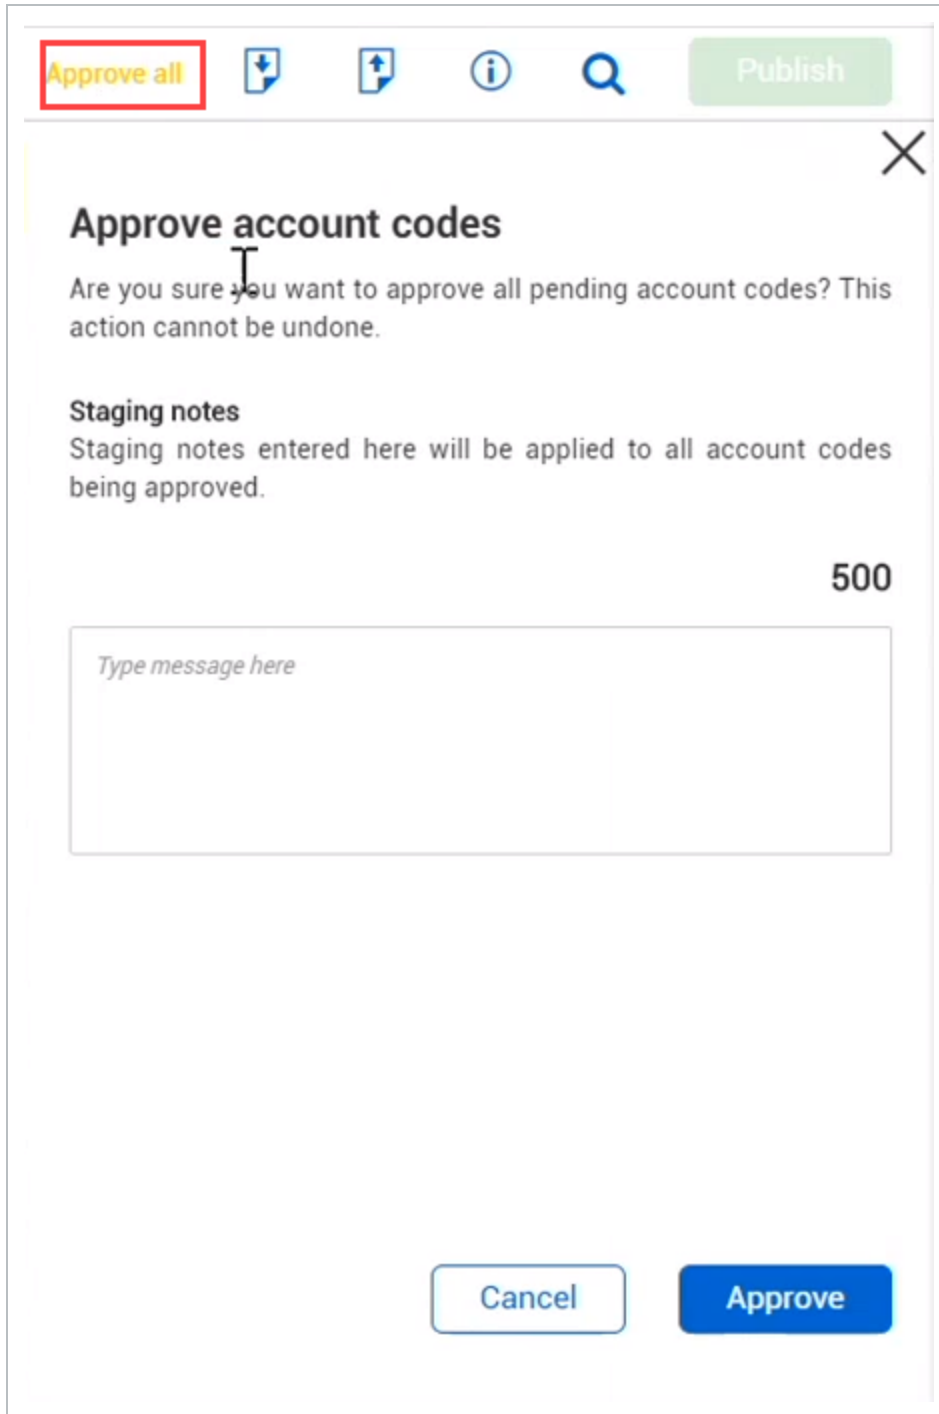 Approve all
Publish
Approve account codes
Are you sure you want to approve all pending account codes? This
action cannot be undone.
Staging notes
Staging notes entered here will be applied to all account codes
being approved.
500
Type message here
Cancel
Approve